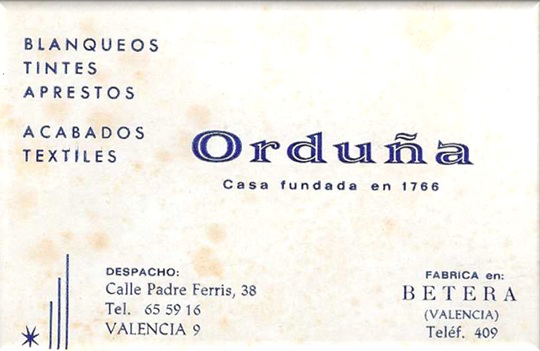 BLANQUEOS
TINTES
APRESTOS
ACABADOS
TEXTILES
Orduña
Casa fundada en 1766
DESPACHO:
Calle Padre Ferris, 38
Tel. 65 59 16
VALENCIA 9
FABRICA en:
BETERA
(VALENCIA)
Teléf. 409